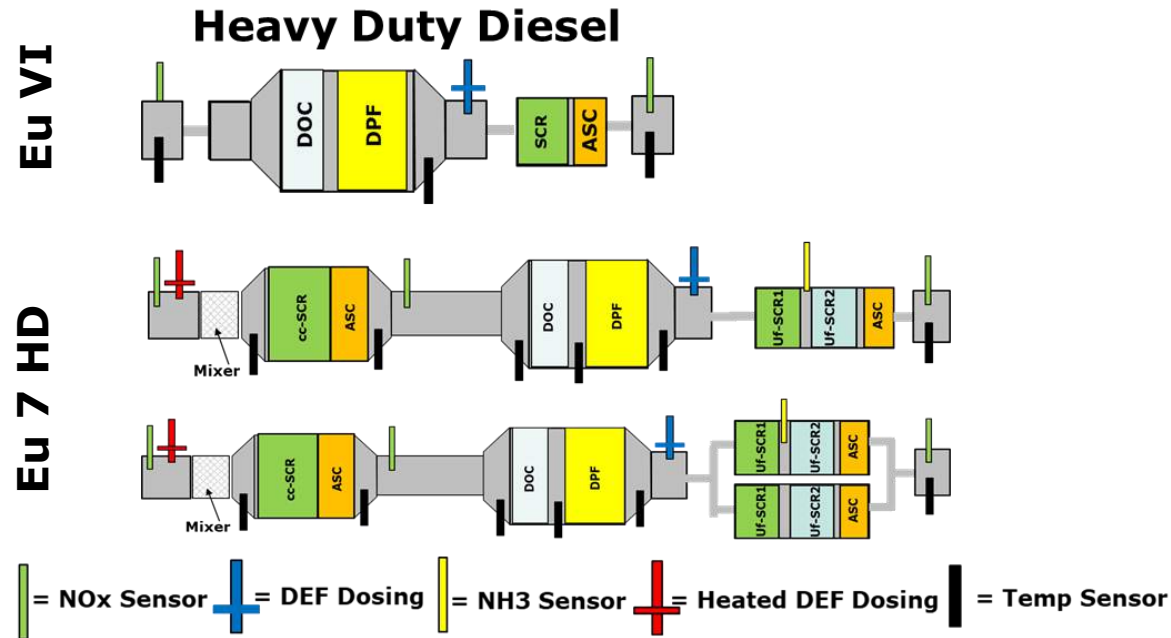 Heavy Duty Diesel
Eu VI
DOC
DPF
SCR
ASC
Eu 7 HD
Mixer
cc-SCR
ASC
DOC
DPF
Uf-SCR1
Uf-SCR2
ASC
Mixer
cc-SCR
ASC
DOC
DPF
Uf-SCR1
Uf-SCR2
ASC
Uf-SCR1
Uf-SCR2
ASC
= NOx Sensor
= DEF Dosing
= NH3 Sensor
= Heated DEF Dosing
= Temp Sensor